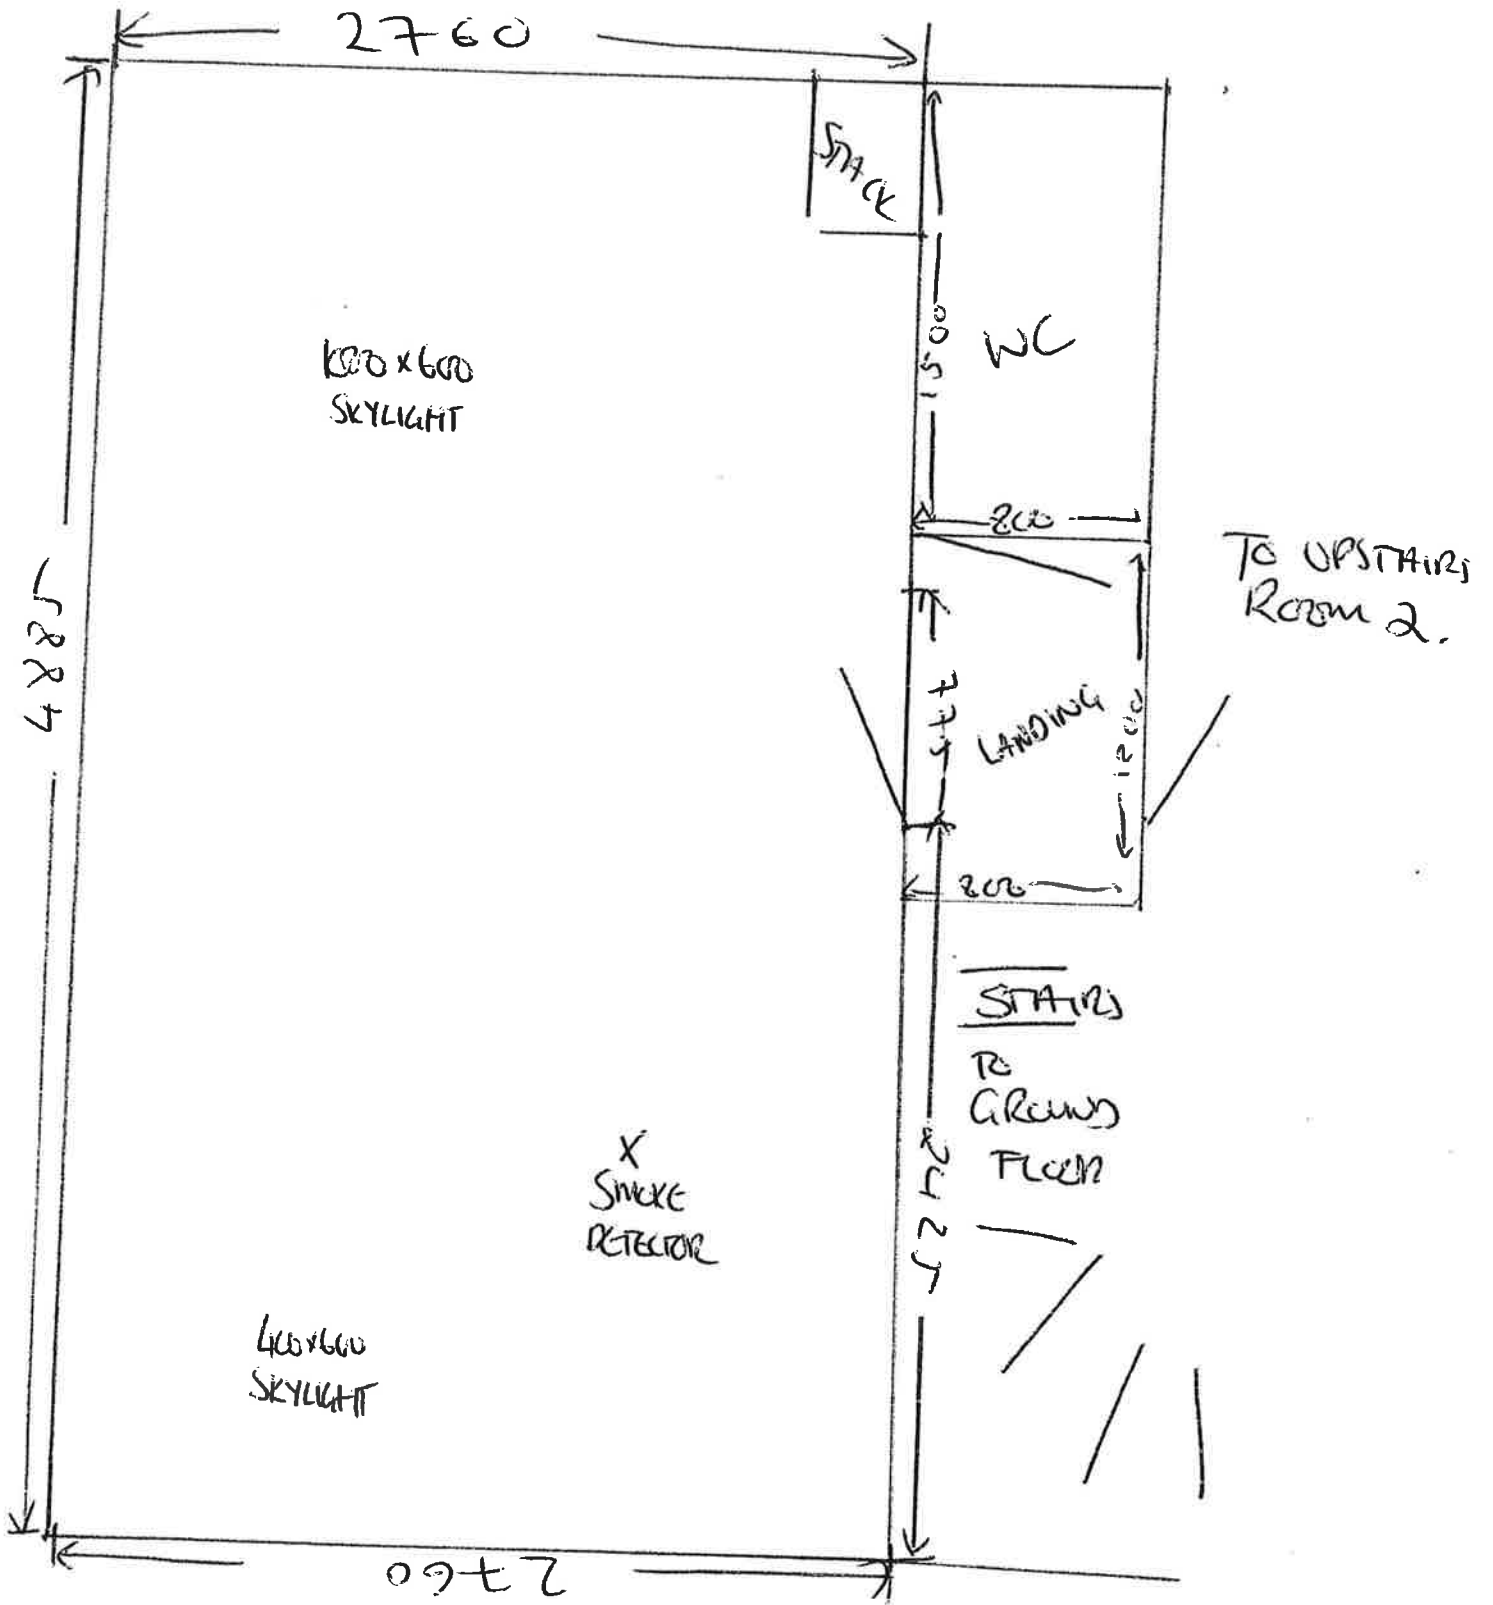 2760
STACK
1500
WC
1000 x 600
SKYLIGHT
800
TO UPSTAIRS
ROOM 2.
4885
LANDING
1200
800
STAIRS
TO
GROUND
FLOOR
2425
X
SMOKE
DETECTOR
400x600
SKYLIGHT
2760